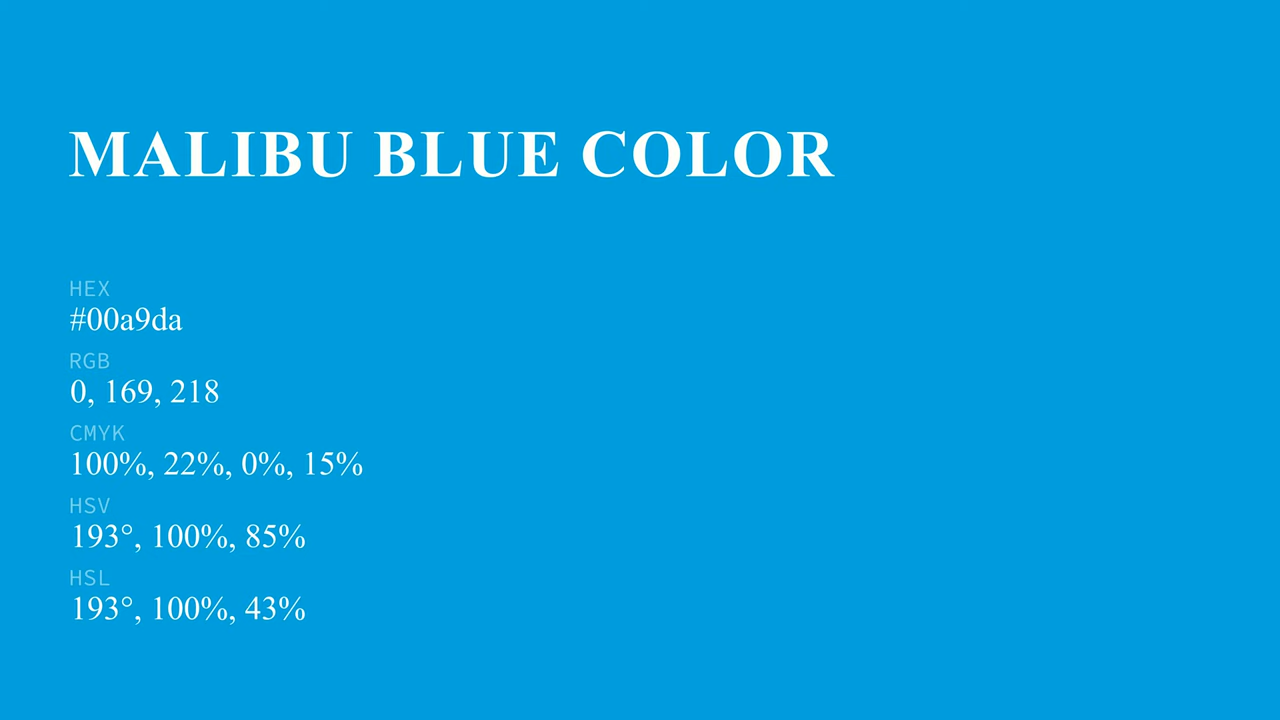 MALIBU BLUE COLOR
HEX
#00a9da
RGB
0, 169, 218
CMYK
100%, 22%, 0%, 15%
HSV
193°, 100%, 85%
HSL
193°, 100%, 43%